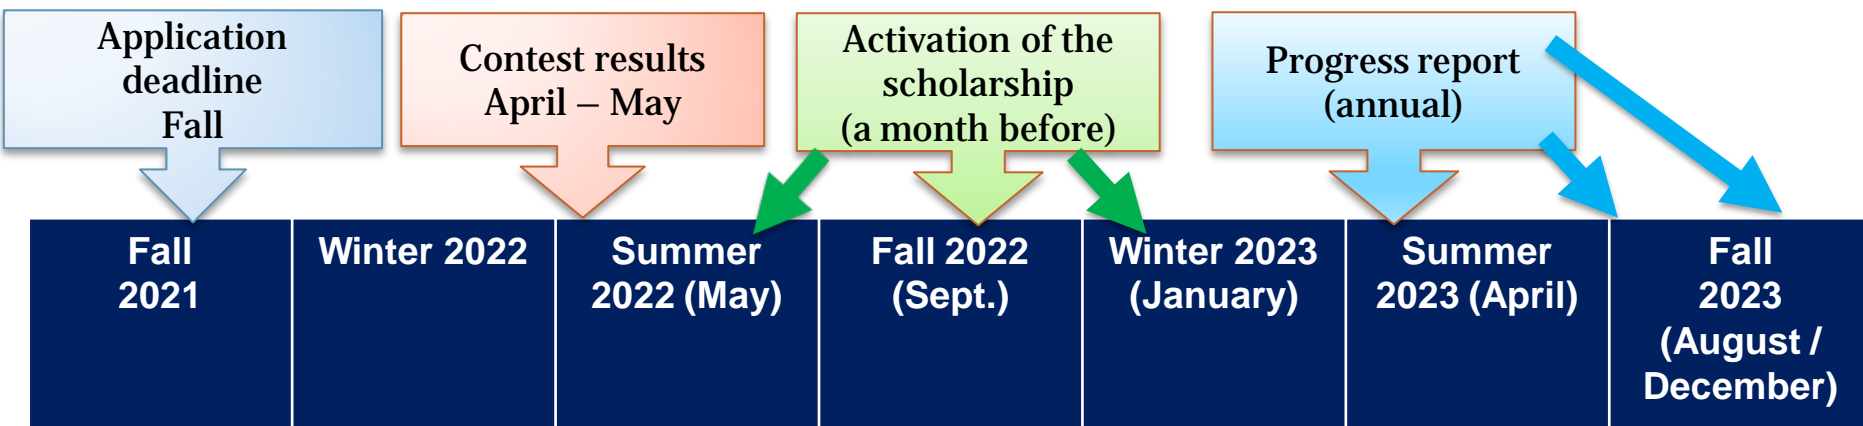 Application
deadline
Fall
Contest results
April – May
Activation of the
scholarship
(a month before)
Progress report
(annual)
Fall
2021
Winter 2022
Summer
2022 (May)
Fall 2022
(Sept.)
Winter 2023
(January)
Summer
2023 (April)
Fall
2023
(August /
December)